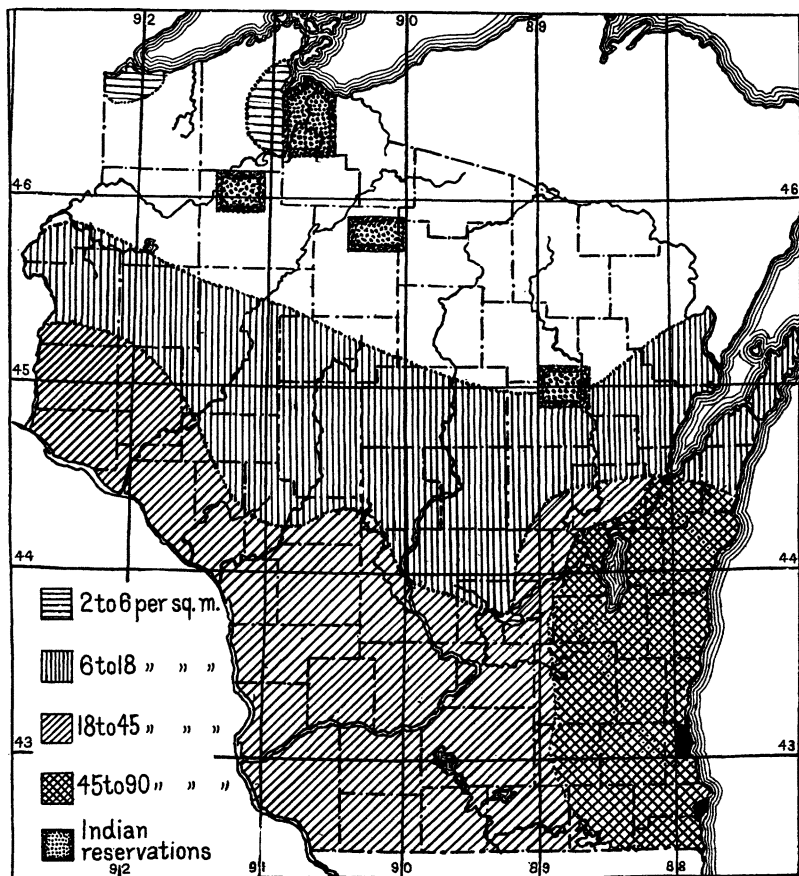 92 90 89
46 46
45 45
44 44
2 to 6 per sq. m.
6 to 18 „ „ „
18 to 45 „ „ „
43 43
45 to 90 „ „ „
Indian
reservations
92 91 90 89 88